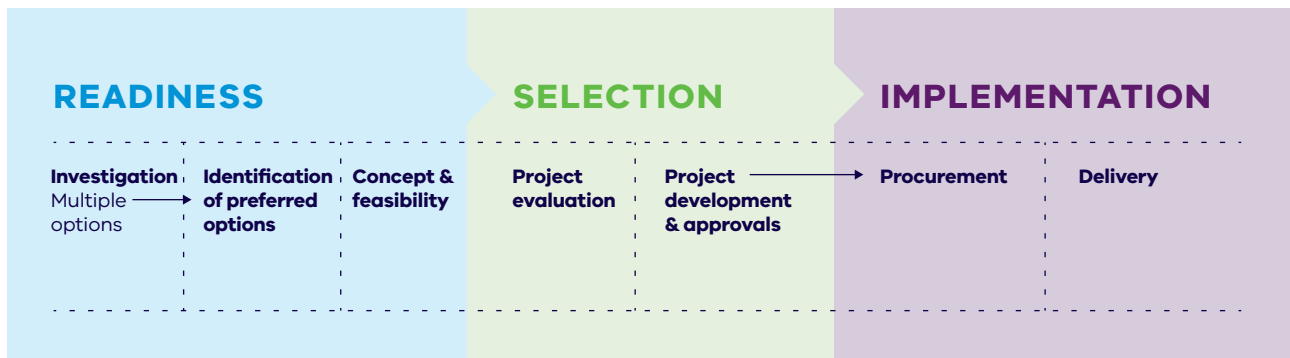 READINESS
Investigation
Multiple
options
Identification
of preferred
options
Concept &
feasibility
SELECTION
Project
evaluation
Project
development
& approvals
IMPLEMENTATION
Procurement
Delivery